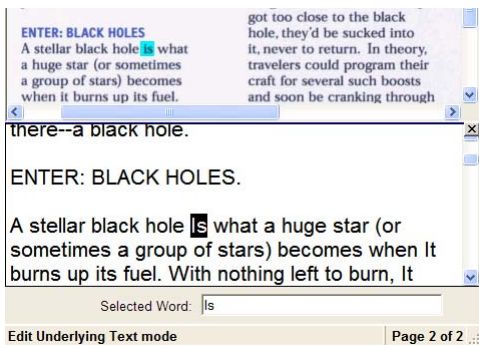 ENTER: BLACK HOLES
A stellar black hole is what
a huge star (or sometimes
a group of stars) becomes
when it burns up its fuel.
got too close to the black
hole, they'd be sucked into
it, never to return. In theory,
travelers could program their
craft for several such boosts
and soon be cranking through
there--a black hole.
ENTER: BLACK HOLES.
A stellar black hole Is what a huge star (or
sometimes a group of stars) becomes when It
burns up its fuel. With nothing left to burn, It
Selected Word: Is
Edit Underlying Text mode
Page 2 of 2